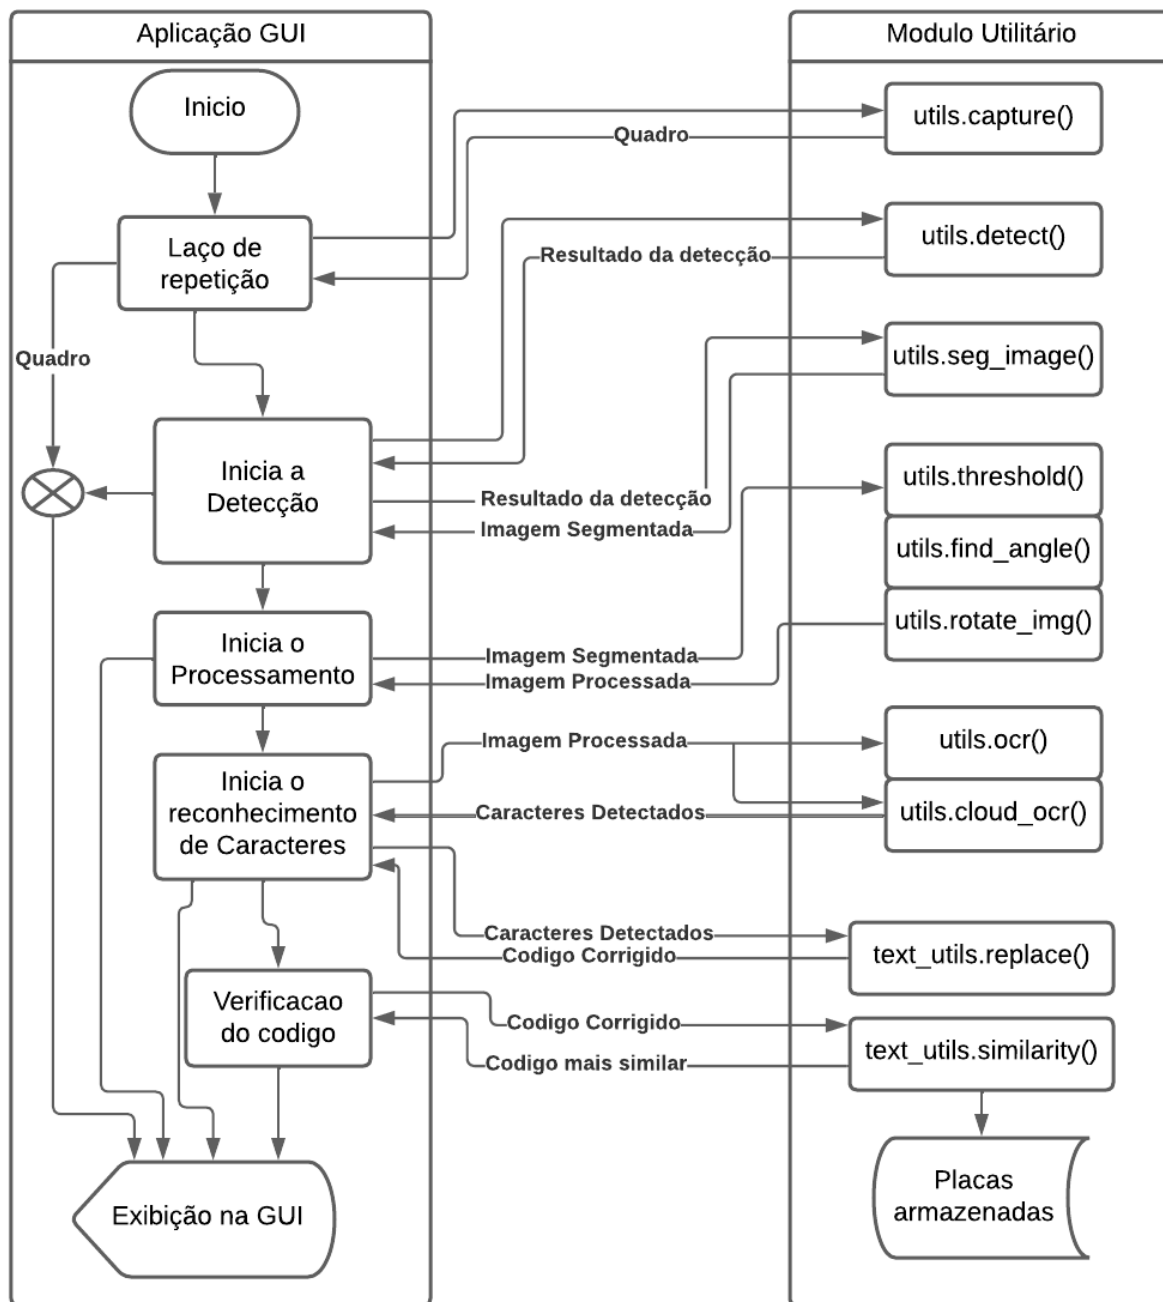 Aplicação GUI
Modulo Utilitário
Inicio
utils.capture()
Quadro
Laço de
repetição
utils.detect()
Resultado da detecção
Quadro
utils.seg_image()
Inicia a
Detecção
Resultado da detecção
Imagem Segmentada
utils.threshold()
utils.find_angle()
utils.rotate_img()
Inicia o
Processamento
Imagem Segmentada
Imagem Processada
Imagem Processada
utils.ocr()
Inicia o
reconhecimento
de Caracteres
Caracteres Detectados
utils.cloud_ocr()
Caracteres Detectados
Codigo Corrigido
text_utils.replace()
Verificacao
do codigo
Codigo Corrigido
Codigo mais similar
text_utils.similarity()
Exibição na GUI
Placas
armazenadas